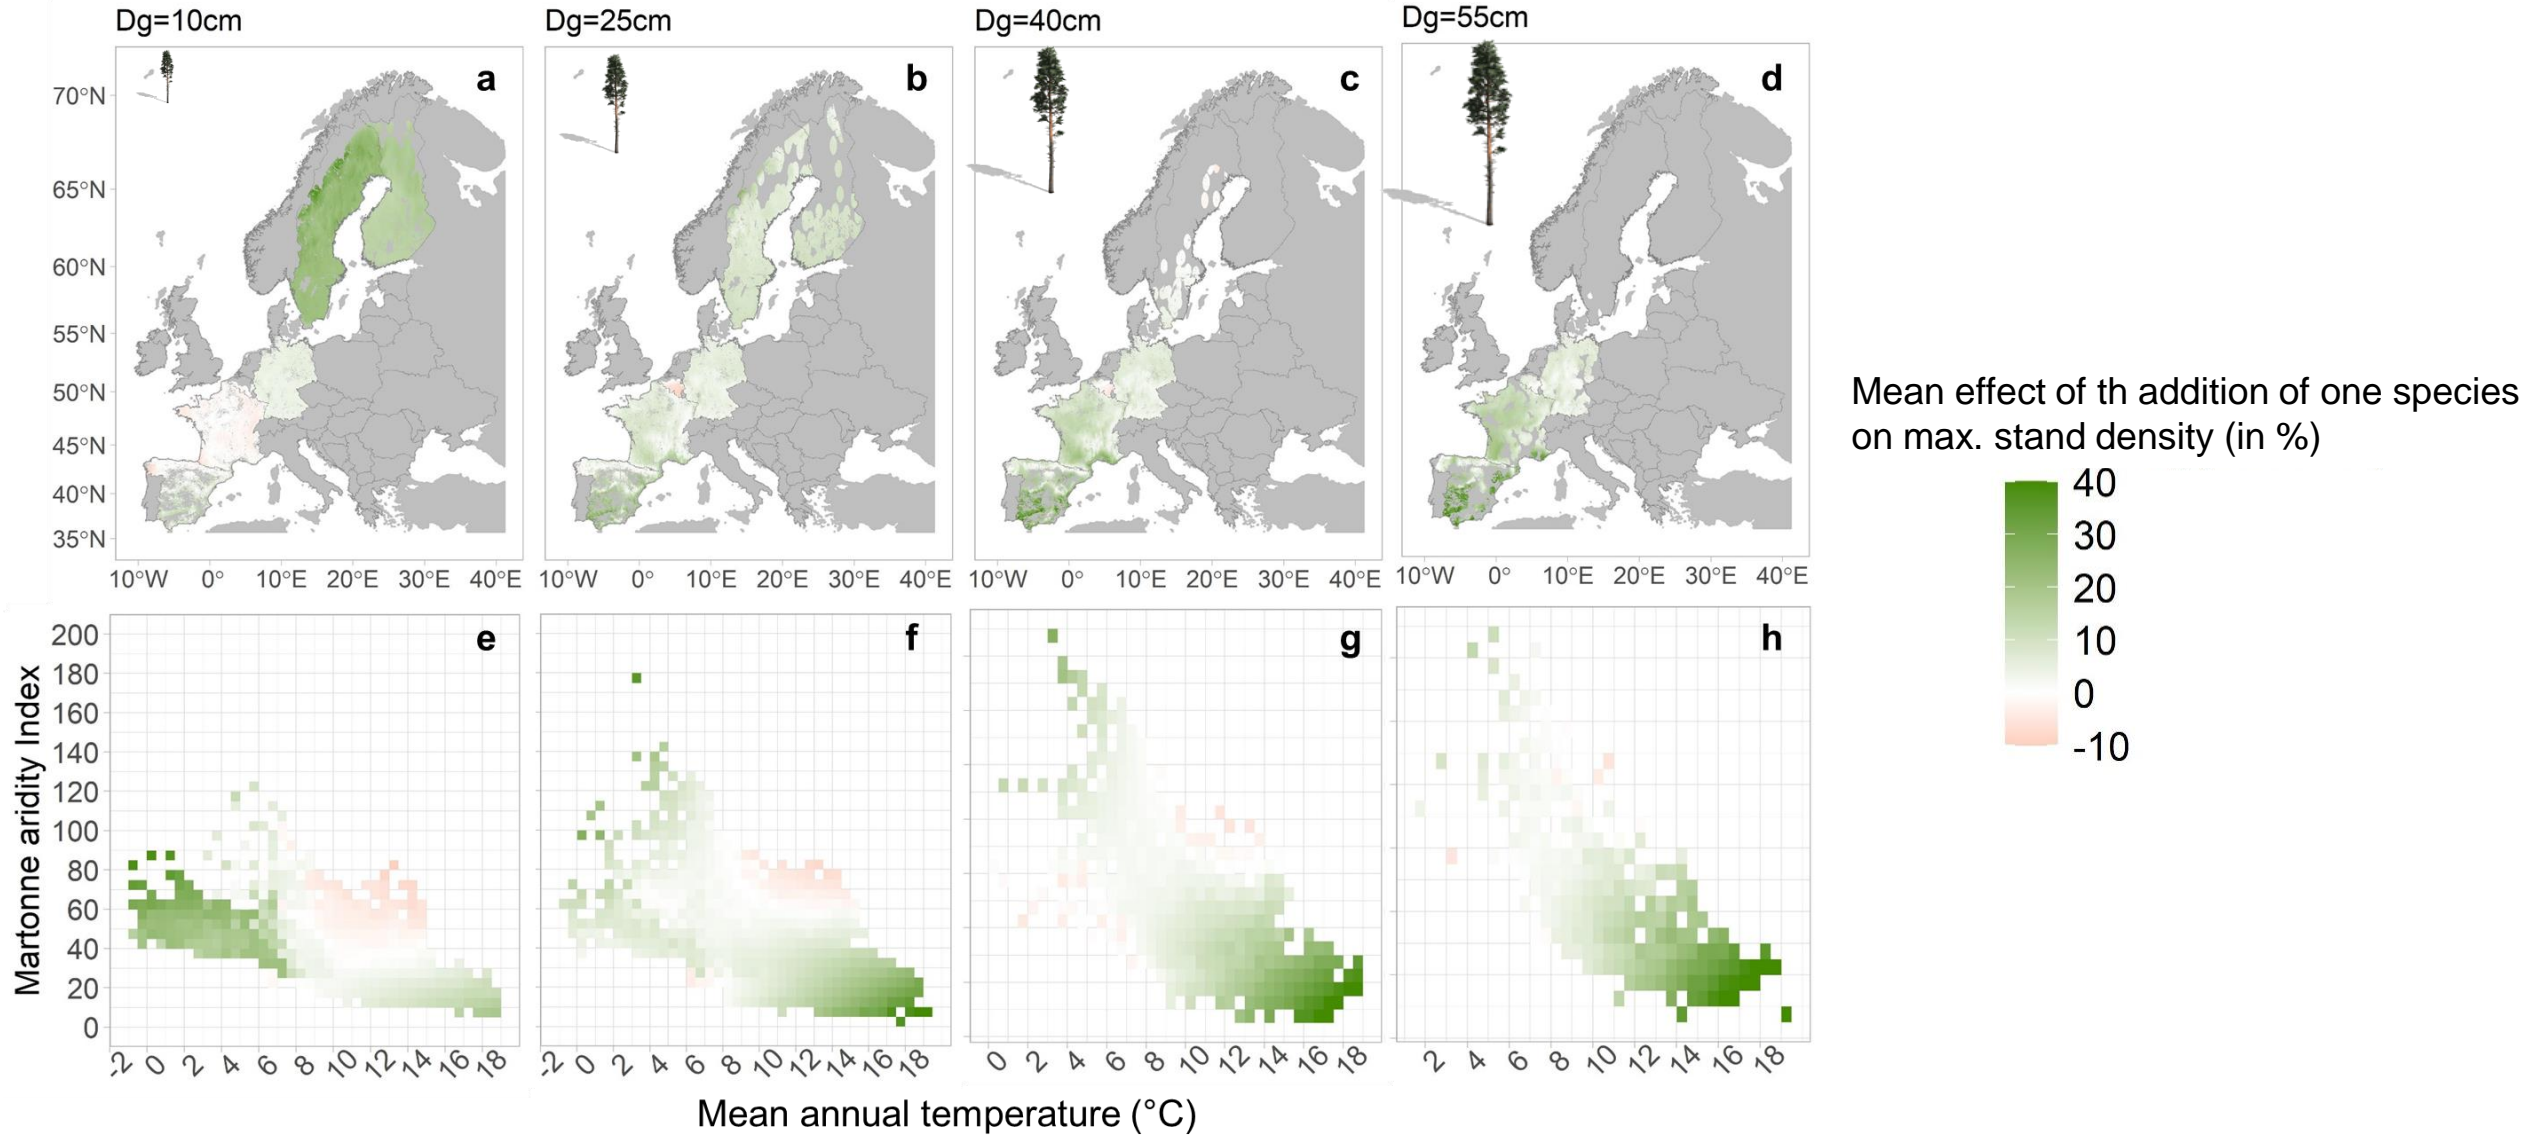 Dg=10cm
Dg=25cm
Dg=40cm
Dg=55cm
a
b
c
d
70°N
65°N
60°N
55°N
50°N
45°N
40°N
35°N
10°W 0° 10°E 20°E 30°E 40°E
10°W 0° 10°E 20°E 30°E 40°E
10°W 0° 10°E 20°E 30°E 40°E
10°W 0° 10°E 20°E 30°E 40°E
Mean effect of th addition of one species
on max. stand density (in %)
40
30
20
10
0
-10
e
f
g
h
Martonne aridity Index
200
180
160
140
120
100
80
60
40
20
0
-2 0 2 4 6 8 10 12 14 16 18
-2 0 2 4 6 8 10 12 14 16 18
0 2 4 6 8 10 12 14 16 18
2 4 6 8 10 12 14 16 18
Mean annual temperature (°C)